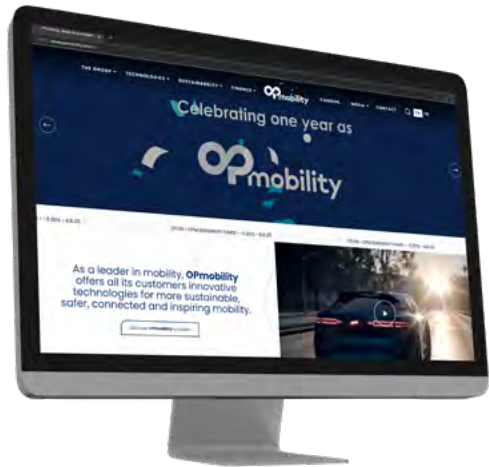 THE GROUP TECHNOLOGIES SUSTAINABILITY FINANCE OPmobility CAREERS MEDIA CONTACT
Celebrating one year as
OPmobility
As a leader in mobility, OPmobility
offers all its customers innovative
technologies for more sustainable,
safer, connected and inspiring mobility.